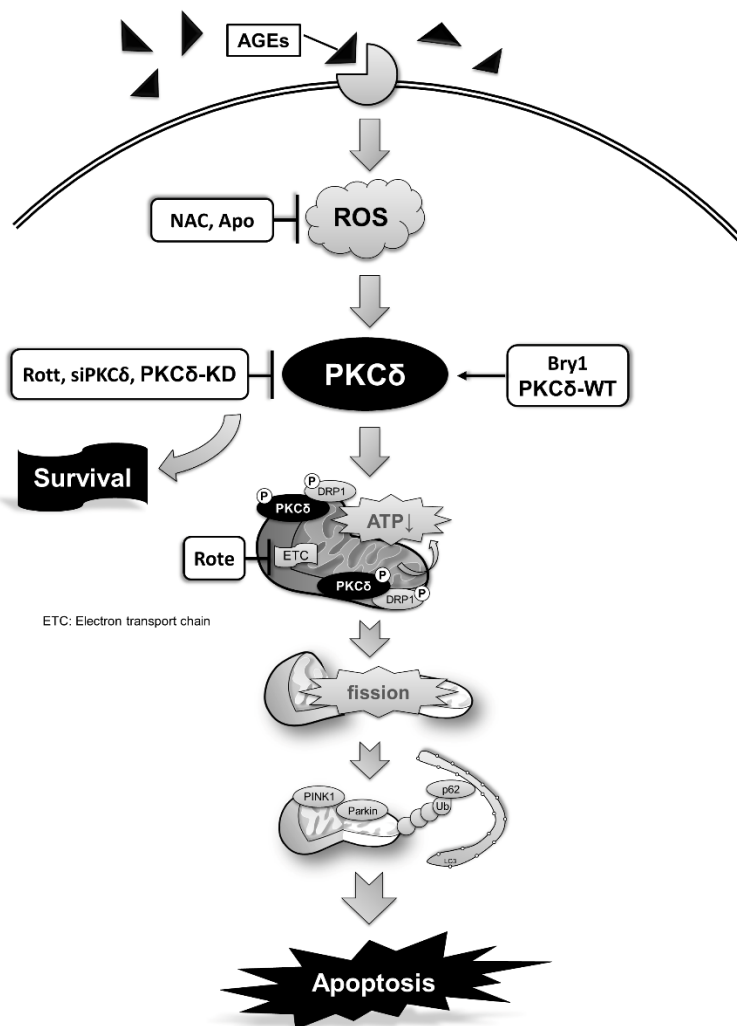 AGEs
ROS
NAC, Apo
PKCδ
Rott, siPKCδ, PKCδ-KD
Bry1
PKCδ-WT
Survival
P
DRP1
P
PKCδ
ATP↓
ETC
Rote
P
PKCδ
P
DRP1
ETC: Electron transport chain
fission
PINK1
Parkin
p62
Ub
LC3
Apoptosis